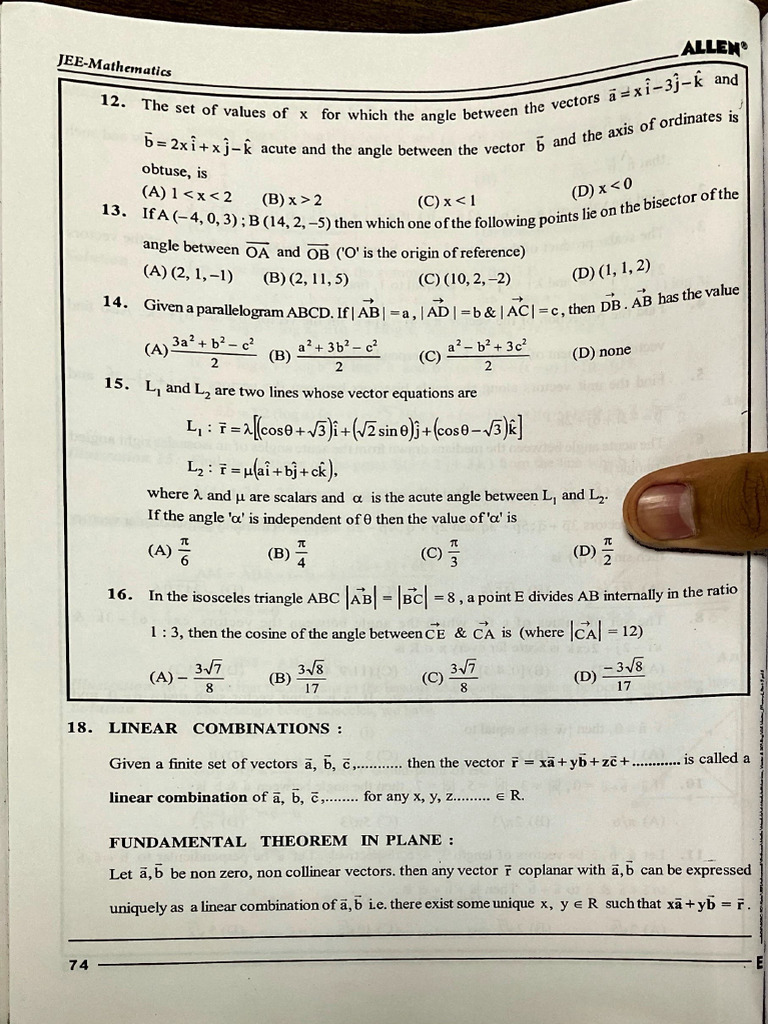 JEE-Mathematics
ALLEN®
12. The set of values of x for which the angle between the vectors a⃗ = xî−3ĵ−k̂ and
b⃗ = 2xî+xĵ−k̂ acute and the angle between the vector b⃗ and the axis of ordinates is
obtuse, is
(A) 1 < x < 2 (B) x > 2 (C) x < 1 (D) x < 0
13. If A (− 4, 0, 3) ; B (14, 2, −5) then which one of the following points lie on the bisector of the
angle between OA⃗ and OB⃗ ('O' is the origin of reference)
(A) (2, 1, −1) (B) (2, 11, 5) (C) (10, 2, −2) (D) (1, 1, 2)
14. Given a parallelogram ABCD. If | AB⃗ | = a , | AD⃗ | = b & | AC⃗ | = c , then DB⃗ . AB⃗ has the value
(A) (3a² + b² − c²)/2 (B) (a² + 3b² − c²)/2 (C) (a² − b² + 3c²)/2 (D) none
15. L₁ and L₂ are two lines whose vector equations are
L₁ : r⃗ = λ[(cosθ + √3)î + (√2 sin θ)ĵ + (cosθ − √3)k̂]
L₂ : r⃗ = μ(aî + bĵ + ck̂),
where λ and μ are scalars and α is the acute angle between L₁ and L₂.
If the angle 'α' is independent of θ then the value of 'α' is
(A) π/6 (B) π/4 (C) π/3 (D) π/2
16. In the isosceles triangle ABC |AB⃗| = |BC⃗| = 8 , a point E divides AB internally in the ratio
1 : 3, then the cosine of the angle between CE⃗ & CA⃗ is (where |CA⃗| = 12)
(A) − 3√7/8 (B) 3√8/17 (C) 3√7/8 (D) −3√8/17
18. LINEAR COMBINATIONS :
Given a finite set of vectors a⃗, b⃗, c⃗,........... then the vector r⃗ = xa⃗ + yb⃗ + zc⃗ + ............ is called a
linear combination of a⃗, b⃗, c⃗,........ for any x, y, z......... ∈ R.
FUNDAMENTAL THEOREM IN PLANE :
Let a⃗, b⃗ be non zero, non collinear vectors. then any vector r⃗ coplanar with a⃗, b⃗ can be expressed
uniquely as a linear combination of a⃗, b⃗ i.e. there exist some unique x, y ∈ R such that xa⃗ + yb⃗ = r⃗ .
74
E